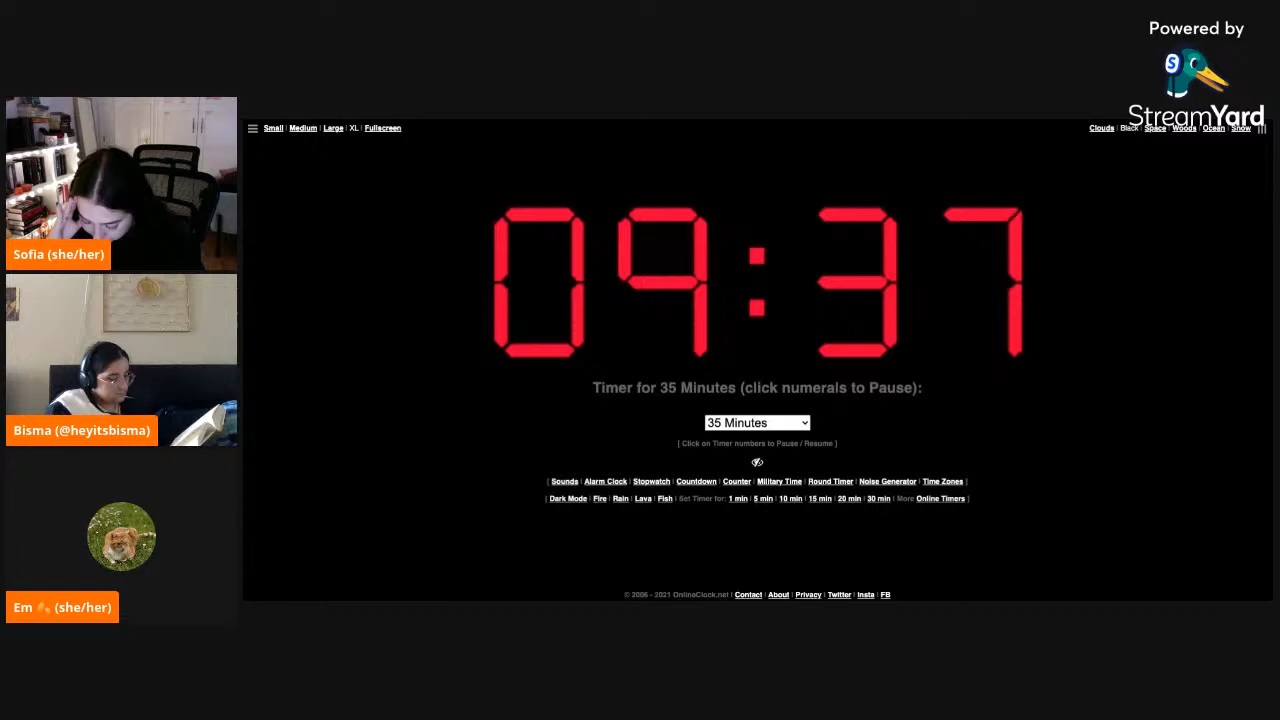 Powered by
StreamYard
Small | Medium | Large | XL | Fullscreen
Clouds | Black | Space | Woods | Ocean | Snow
09:37
Timer for 35 Minutes (click numerals to Pause):
35 Minutes
[ Click on Timer numbers to Pause / Resume ]
[ Sounds | Alarm Clock | Stopwatch | Countdown | Counter | Military Time | Round Timer | Noise Generator | Time Zones ]
[ Dark Mode | Fire | Rain | Lava | Fish | Set Timer for: 1 min | 5 min | 10 min | 15 min | 20 min | 30 min | More Online Timers ]
© 2006 - 2021 OnlineClock.net | Contact | About | Privacy | Twitter | Insta | FB
Sofia (she/her)
Bisma (@heyitsbisma)
Em 🍂 (she/her)